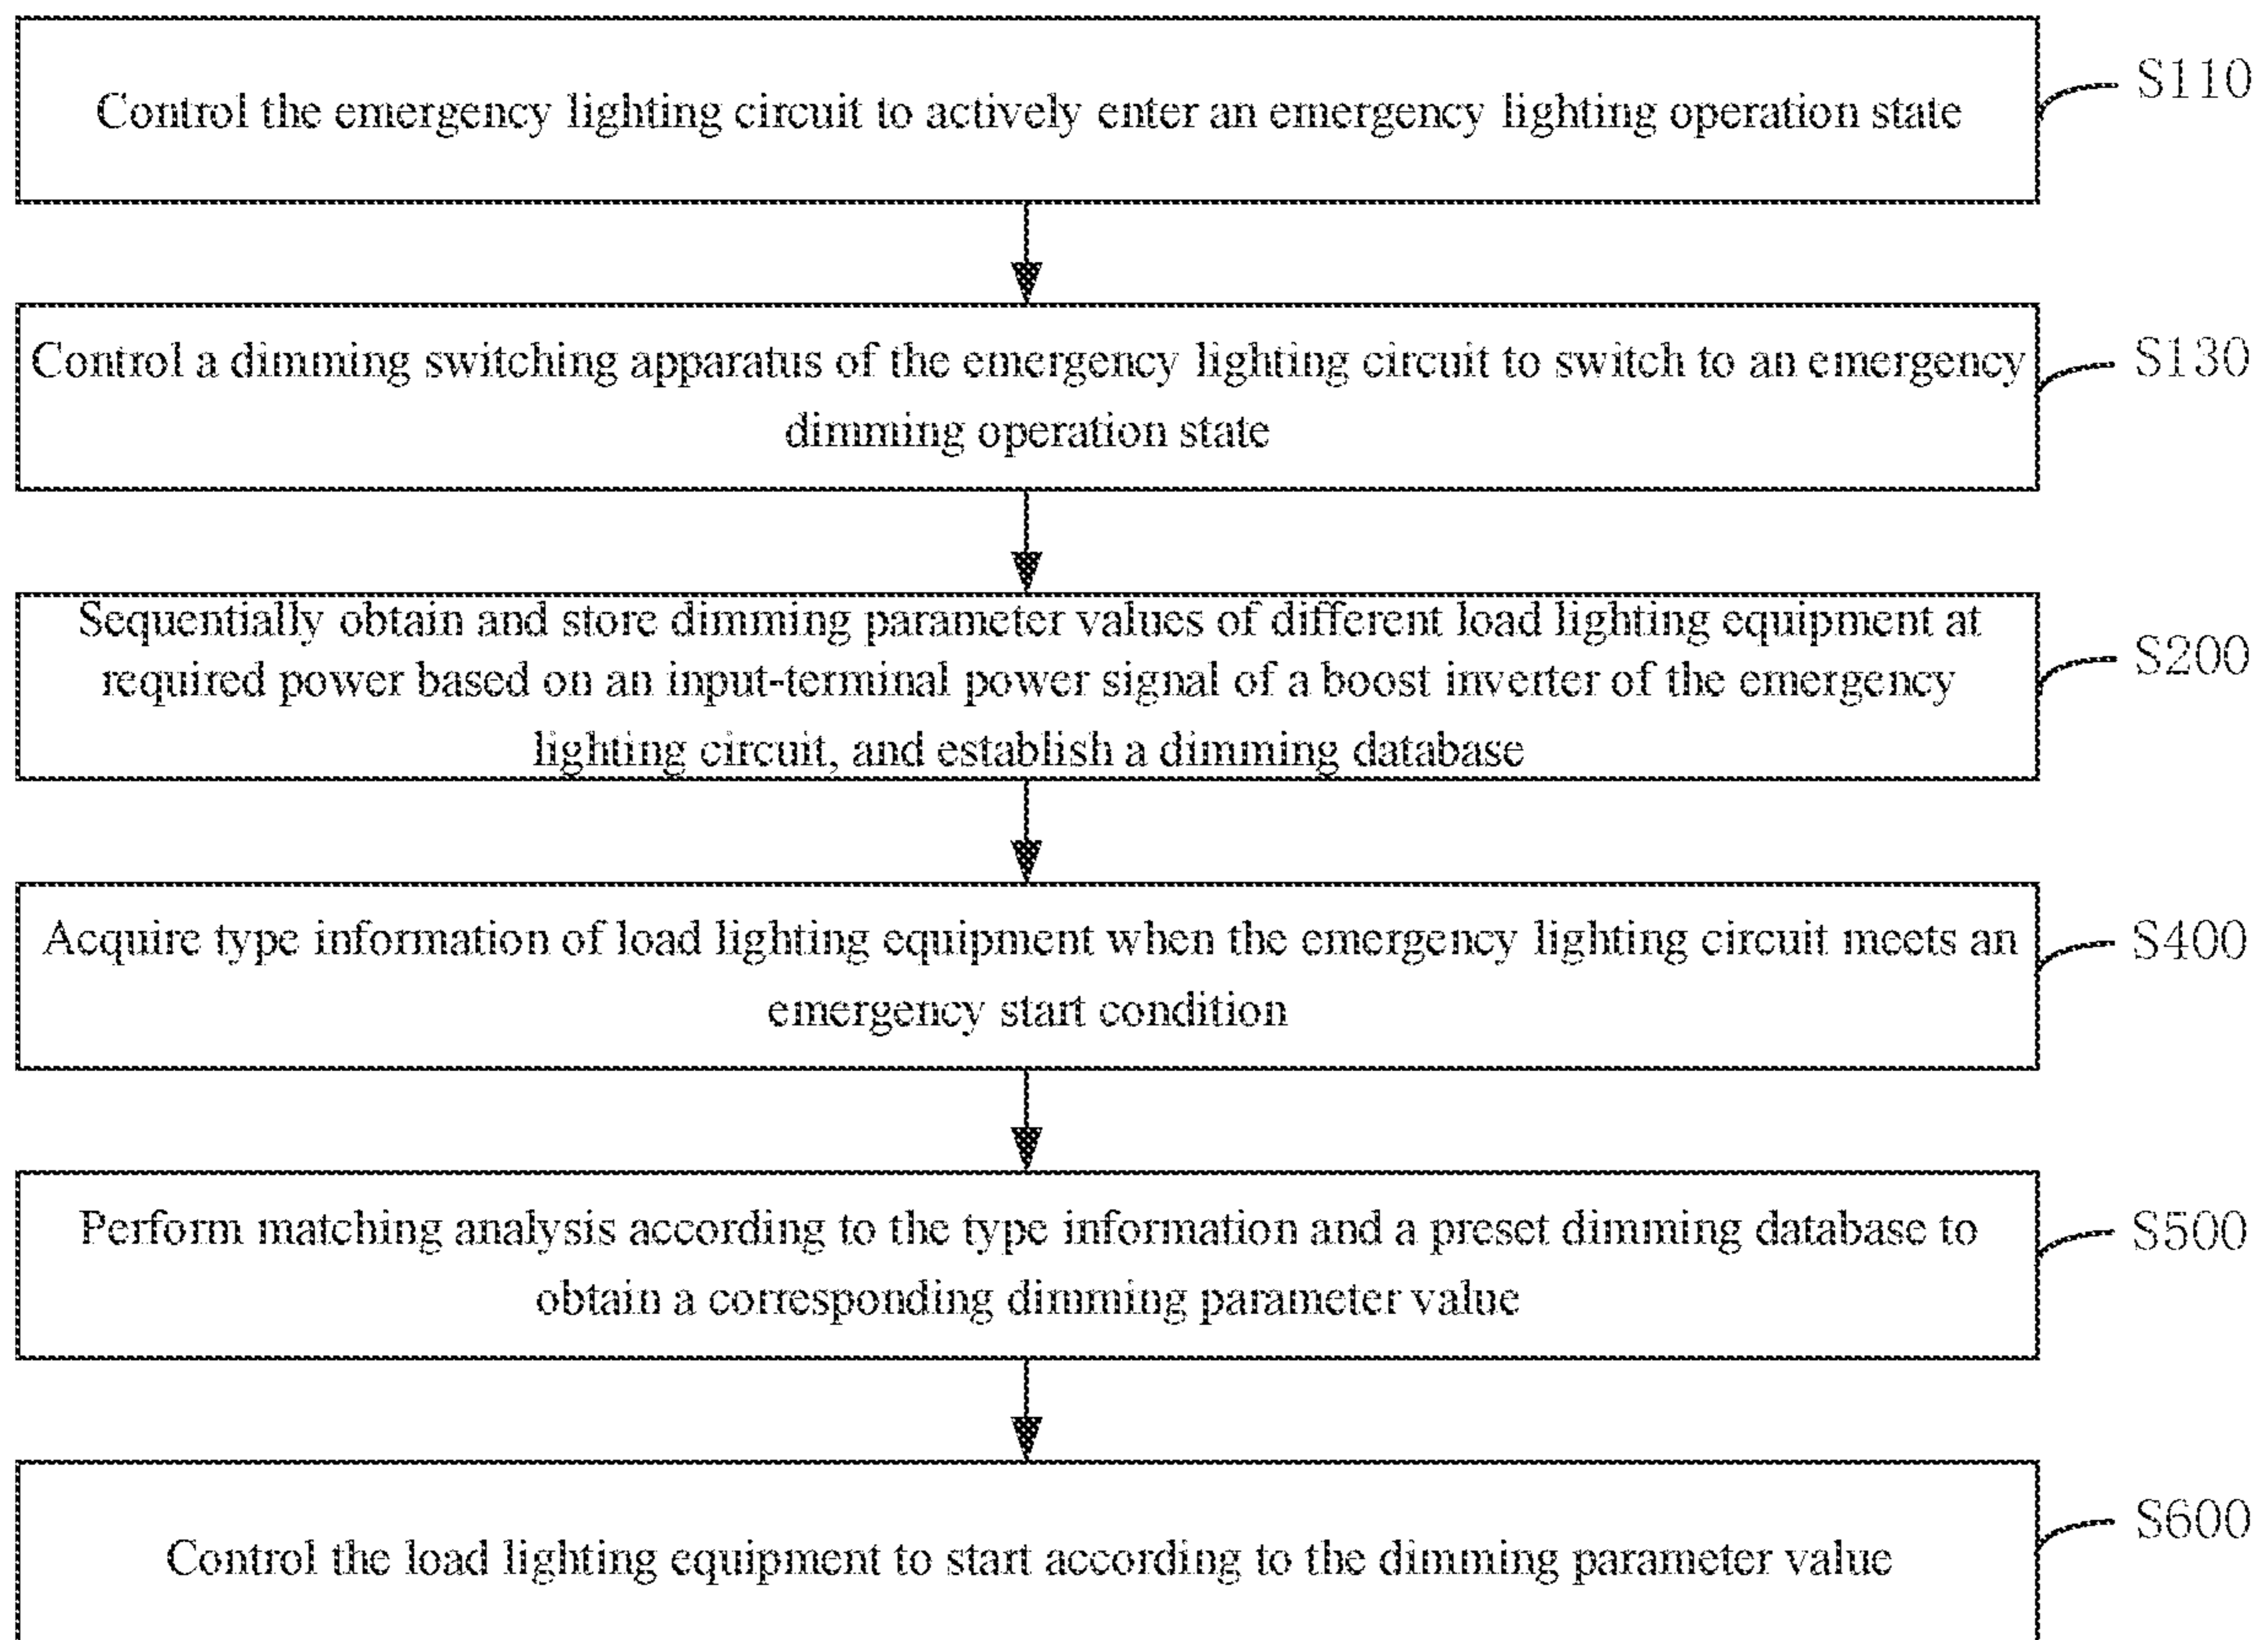 Control the emergency lighting circuit to actively enter an emergency lighting operation state
S110
Control a dimming switching apparatus of the emergency lighting circuit to switch to an emergency
dimming operation state
S130
Sequentially obtain and store dimming parameter values of different load lighting equipment at
required power based on an input-terminal power signal of a boost inverter of the emergency
lighting circuit, and establish a dimming database
S200
Acquire type information of load lighting equipment when the emergency lighting circuit meets an
emergency start condition
S400
Perform matching analysis according to the type information and a preset dimming database to
obtain a corresponding dimming parameter value
S500
Control the load lighting equipment to start according to the dimming parameter value
S600